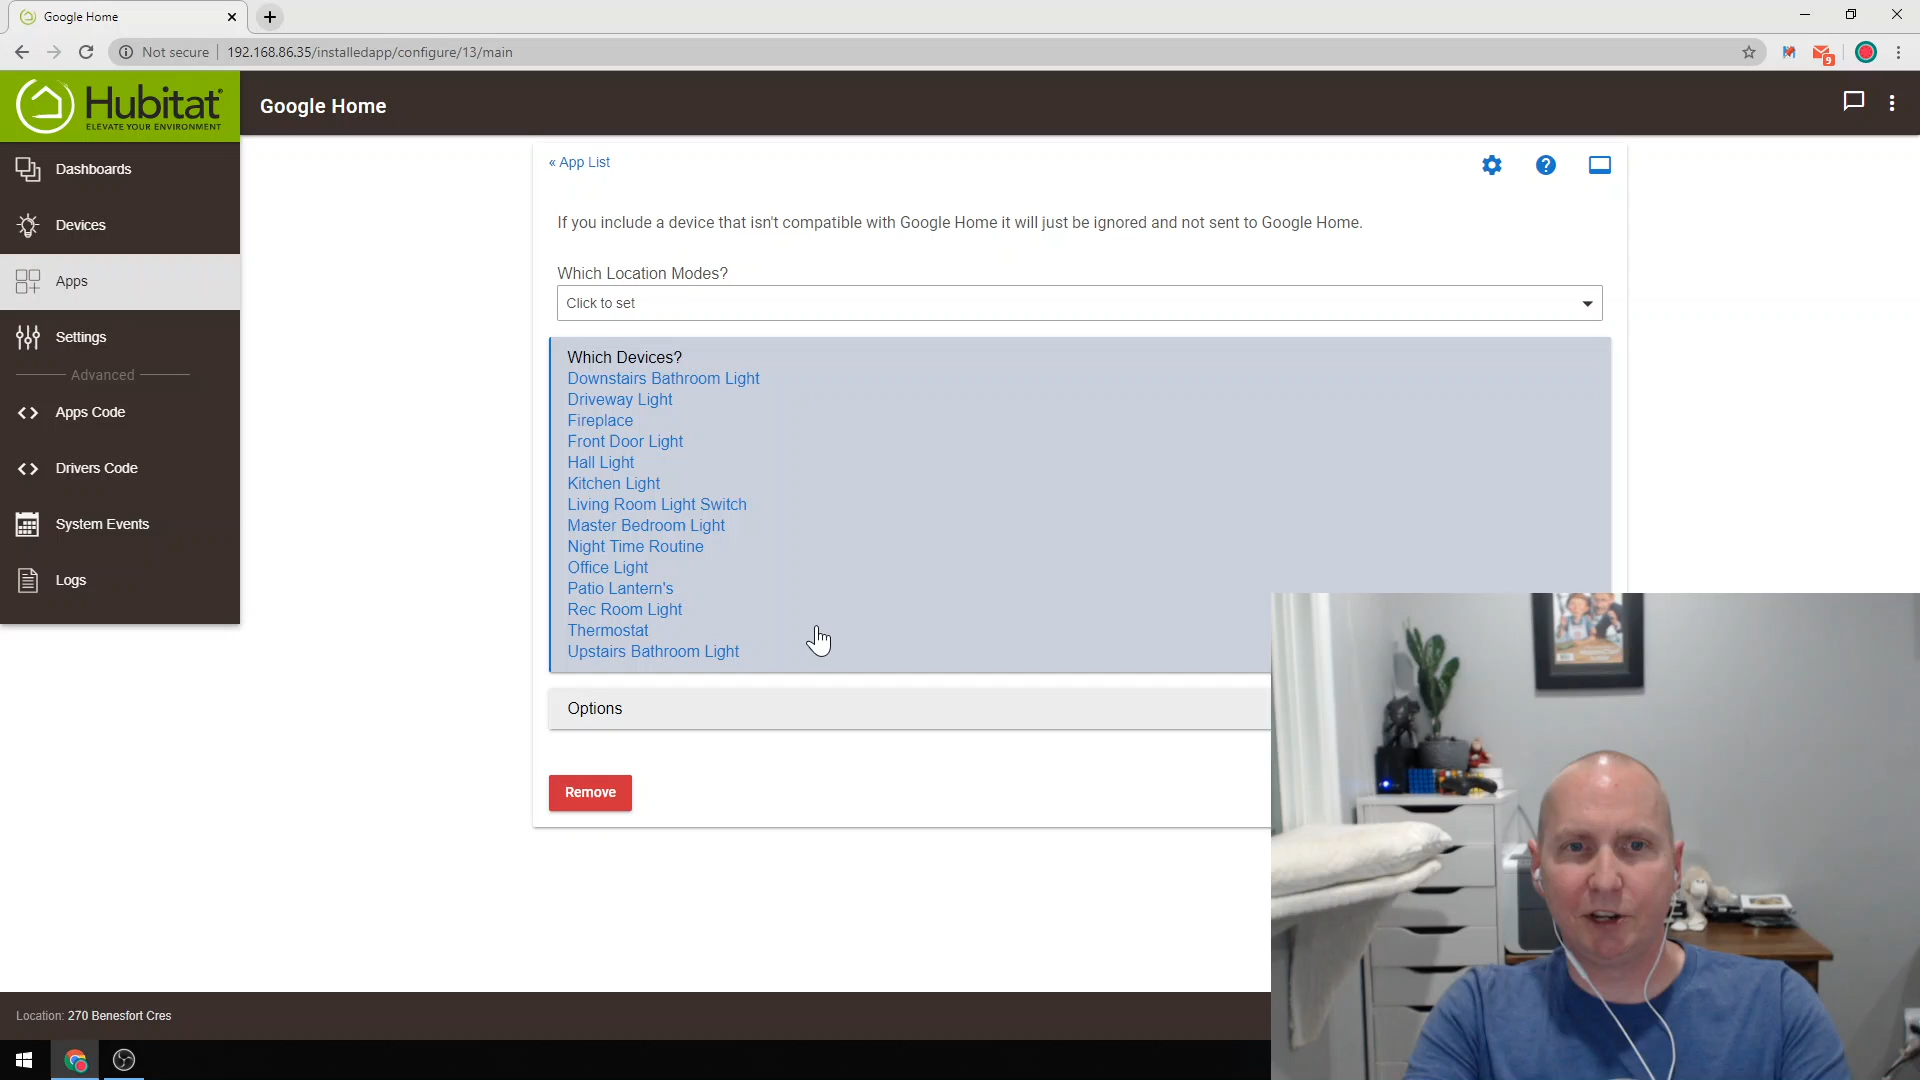 Google Home
Not secure
192.168.86.35/installedapp/configure/13/main
9
Hubitat
ELEVATE YOUR ENVIRONMENT
Google Home
Dashboards
Devices
Apps
Settings
Advanced
Apps Code
Drivers Code
System Events
Logs
« App List
If you include a device that isn't compatible with Google Home it will just be ignored and not sent to Google Home.
Which Location Modes?
Click to set
Which Devices?
Downstairs Bathroom Light
Driveway Light
Fireplace
Front Door Light
Hall Light
Kitchen Light
Living Room Light Switch
Master Bedroom Light
Night Time Routine
Office Light
Patio Lantern's
Rec Room Light
Thermostat
Upstairs Bathroom Light
Options
Remove
Location: 270 Benesfort Cres